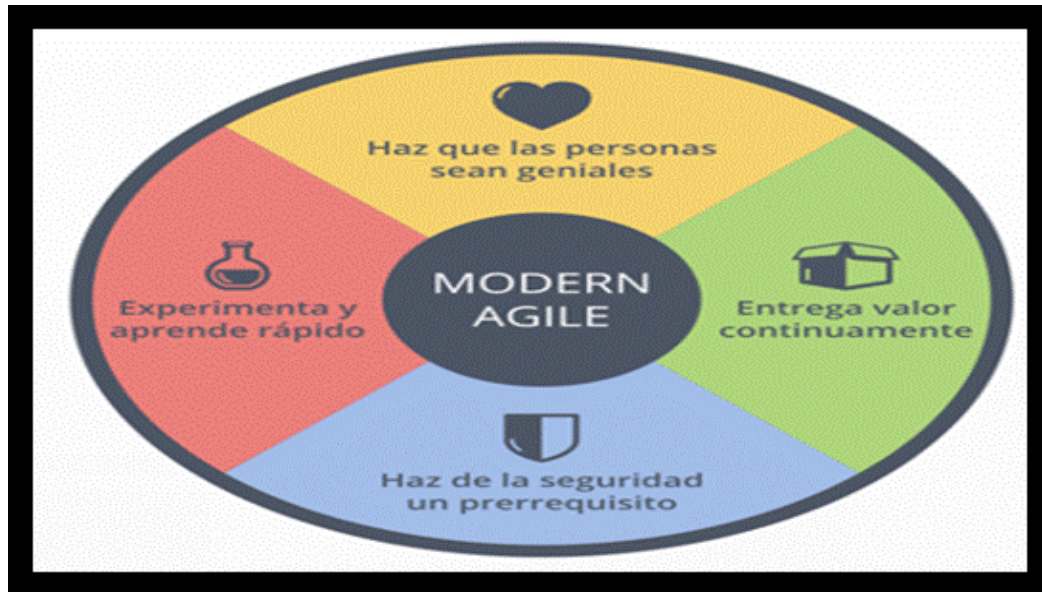 Haz que las personas
sean geniales
Experimenta y
aprende rápido
MODERN
AGILE
Entrega valor
continuamente
Haz de la seguridad
un prerrequisito